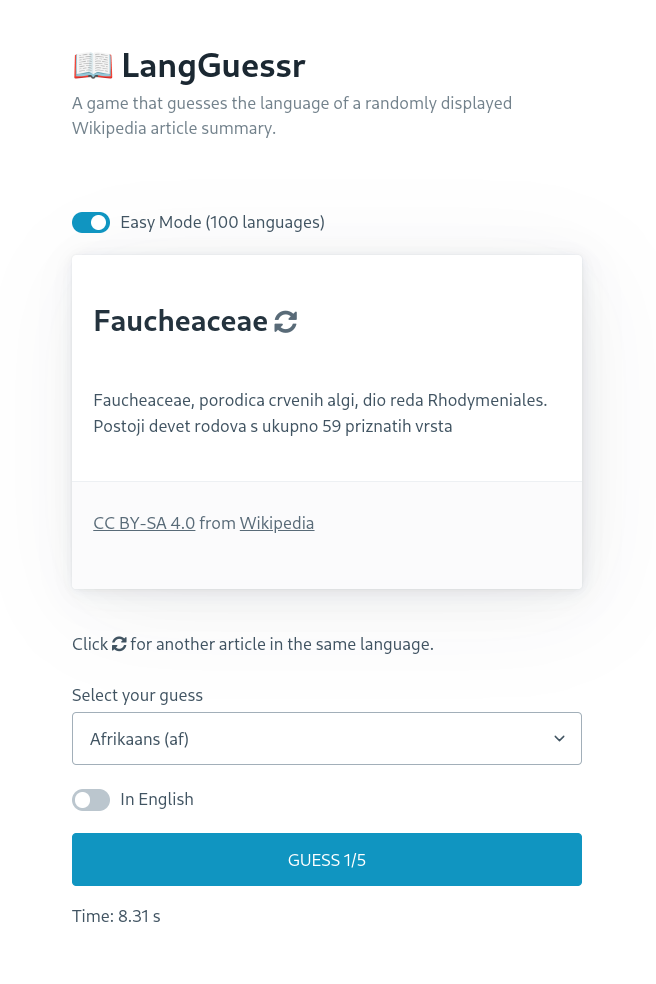 📖 LangGuessr
A game that guesses the language of a randomly displayed
Wikipedia article summary.
Easy Mode (100 languages)
Faucheaceae
Faucheaceae, porodica crvenih algi, dio reda Rhodymeniales.
Postoji devet rodova s ukupno 59 priznatih vrsta
CC BY-SA 4.0 from Wikipedia
Click for another article in the same language.
Select your guess
Afrikaans (af)
In English
GUESS 1/5
Time: 8.31 s